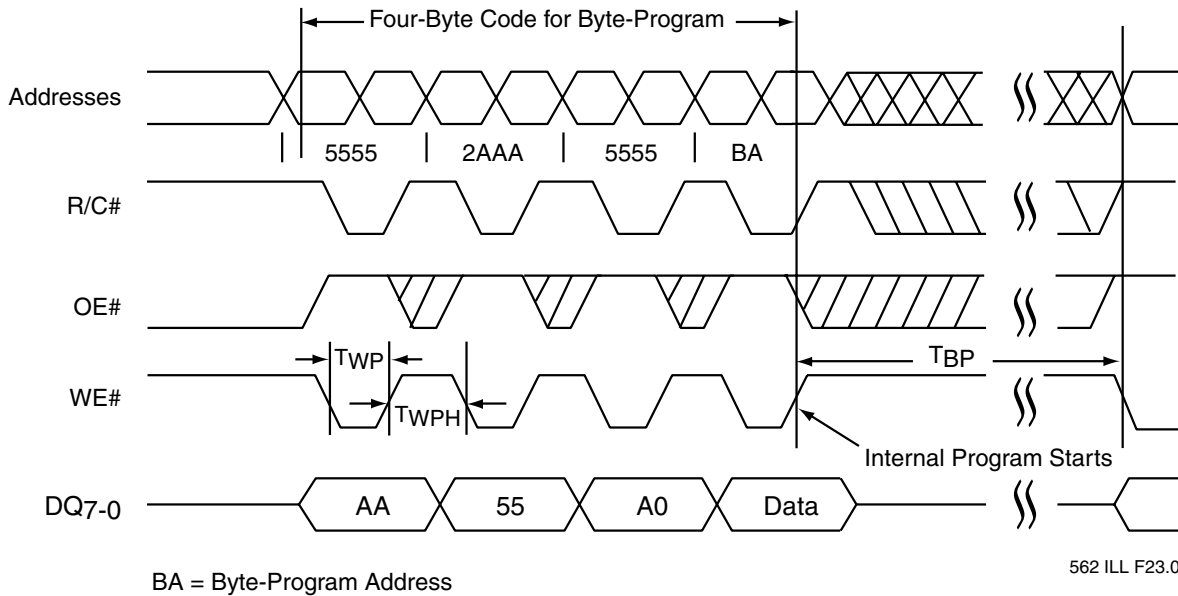 Four-Byte Code for Byte-Program
Addresses
5555 2AAA 5555 BA
R/C#
OE#
TWP
TBP
WE#
TWPH
Internal Program Starts
DQ7-0 AA 55 A0 Data
562 ILL F23.0
BA = Byte-Program Address